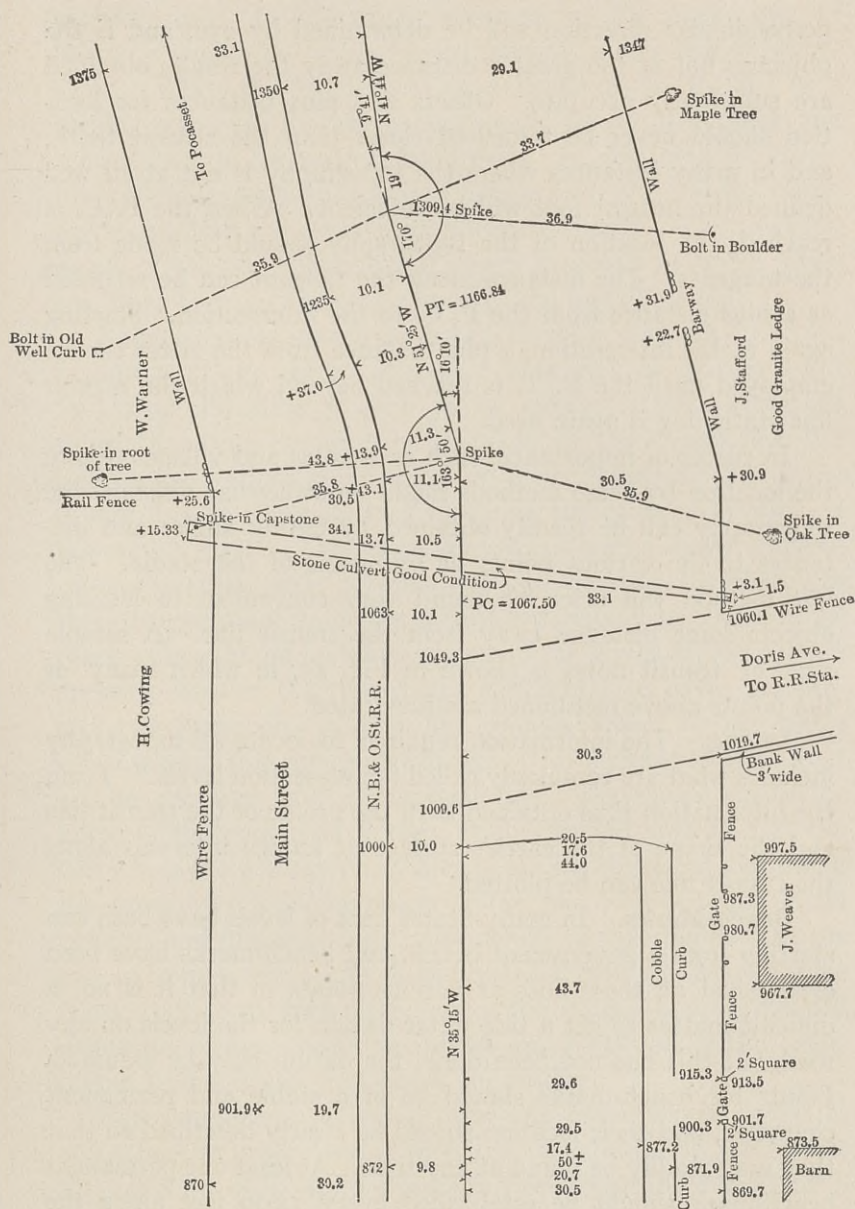 1375
To Pocasset
33.1
1350
10.7
N 41° 44' W
9° 41'
29.1
1347
Spike in
Maple Tree
33.7
Wall
19'
170°
1309.4 Spike
36.9
Bolt in Boulder
35.9
10.1
1235
PT = 1166.84
+31.9
Barway
+22.7
J. Stafford
Good Granite Ledge
Bolt in Old
Well Curb
W. Warner
Wall
+37.0
10.3
16° 10'
Wall
11.3
163° 50'
Spike
Spike in root
of tree
43.8
+13.9
30.5
+30.9
Rail Fence
+25.6
35.8
30.5
+43.1
11.1
35.9
Spike in Capstone
+15.33
34.1
13.7
10.5
Spike in
Oak Tree
Stone Culvert-Good Condition
+3.1
1.5
33.1
PC = 1067.50
1063
10.1
1060.1 Wire Fence
1049.3
Doris Ave.
To R.R.Sta.
H. Cowing
N.B.& O.St.R.R.
30.3
1019.7
Bank Wall
3' wide
1009.6
Wire Fence
Main Street
Fence
1000
10.0
20.5
17.6
44.0
997.5
987.3
Gate
J. Weaver
980.7
Cobble
Curb
43.7
967.7
N 35° 15' W
Fence
2' Square
915.3
913.5
29.6
Gate
901.9
19.7
29.5
900.3
901.7
2' Square
17.4
877.2
873.5
50±
872
9.8
871.9
Fence
Barn
20.7
870
30.2
30.5
Curb
869.7